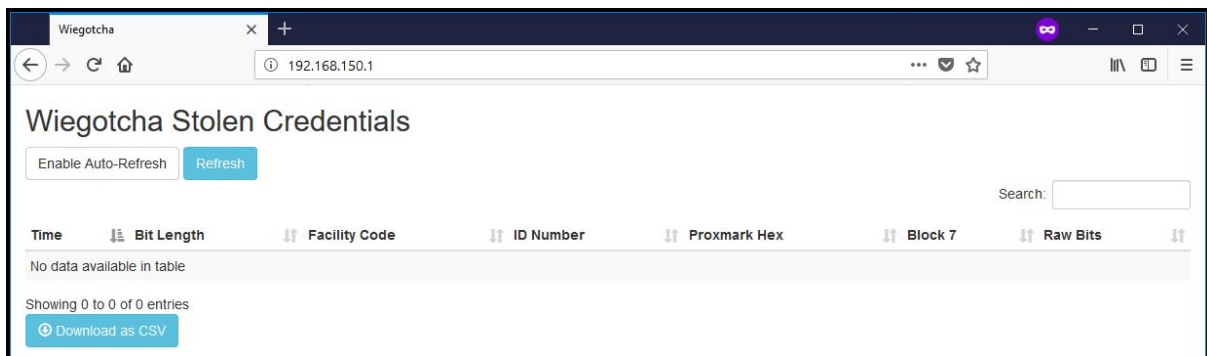 Wiegotcha
192.168.150.1
Wiegotcha Stolen Credentials
Enable Auto-Refresh Refresh
Search:
Time Bit Length Facility Code ID Number Proxmark Hex Block 7 Raw Bits
No data available in table
Showing 0 to 0 of 0 entries
Download as CSV